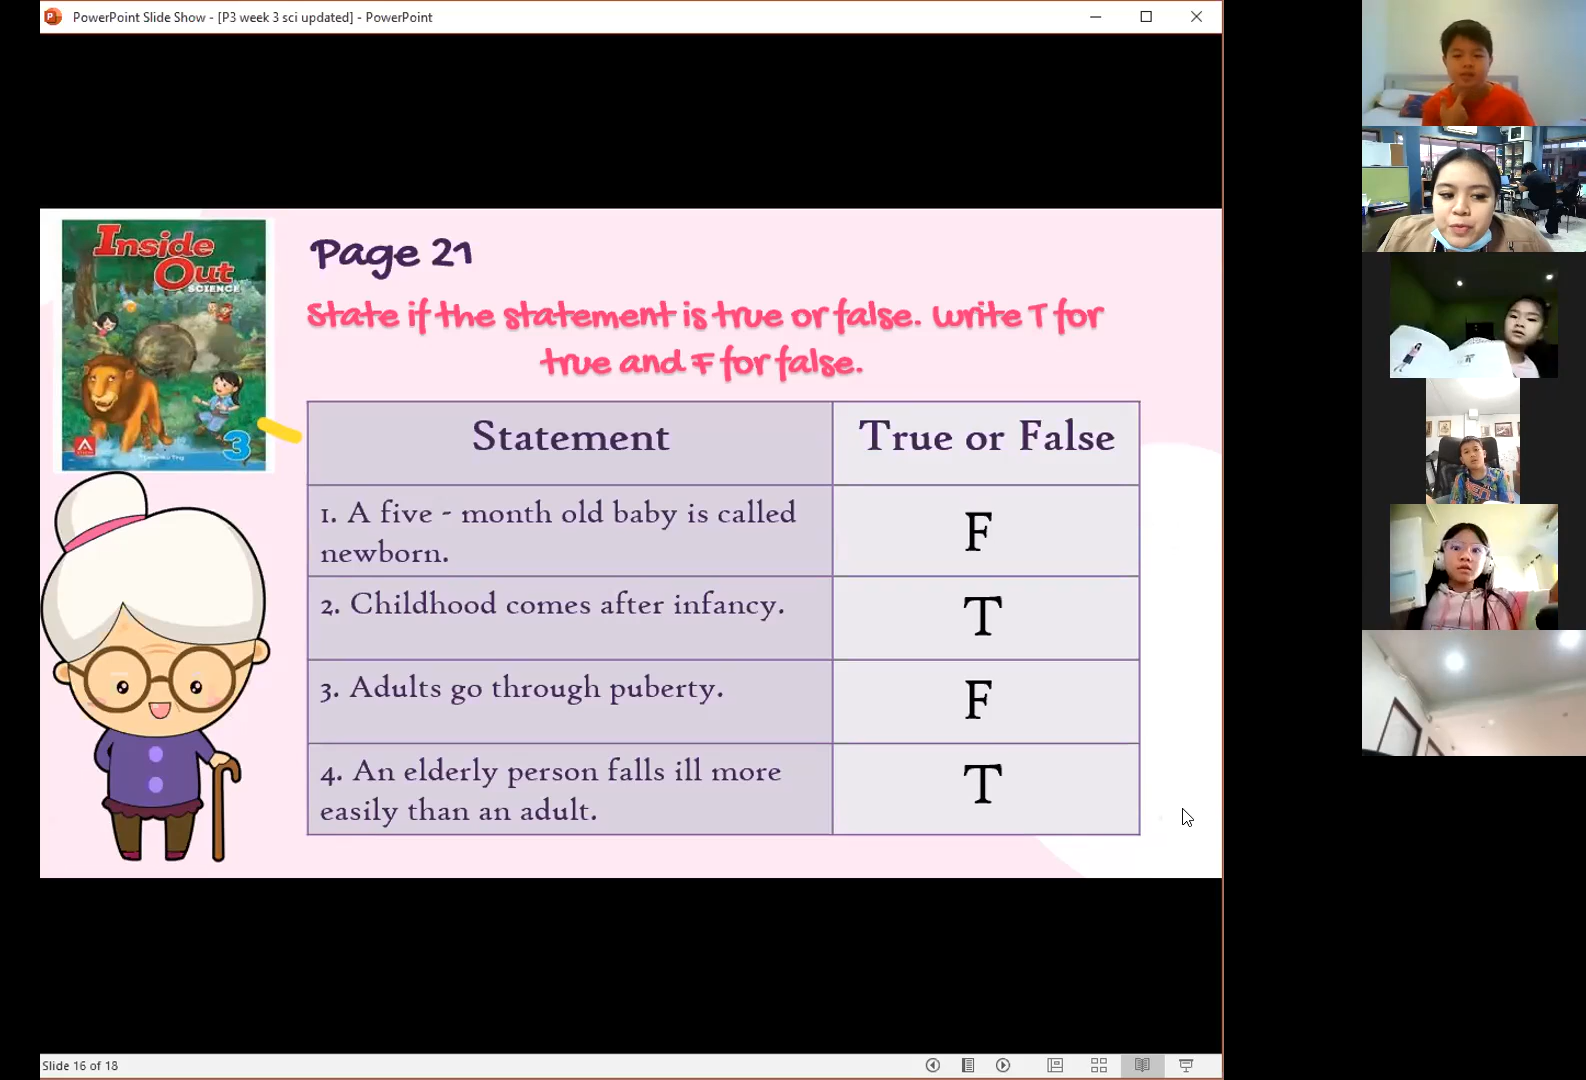 PowerPoint Slide Show - [P3 week 3 sci updated] - PowerPoint
Inside
Out
SCIENCE
3
Page 21
State if the statement is true or false. Write T for
true and F for false.
Statement
True or False
1. A five - month old baby is called
newborn.
F
2. Childhood comes after infancy.
T
3. Adults go through puberty.
F
4. An elderly person falls ill more
easily than an adult.
T
Slide 16 of 18